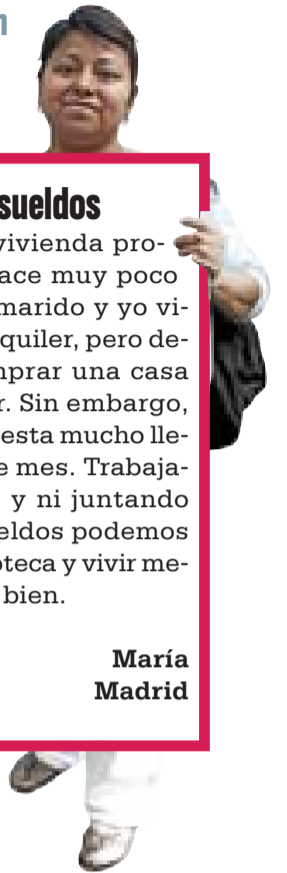 n
sueldos
vivienda pro-
ace muy poco
marido y yo vi-
quiler, pero de-
mprar una casa
r. Sin embargo,
esta mucho lle-
e mes. Trabaja-
y ni juntando
eldos podemos
oteca y vivir me-
bien.
María
Madrid